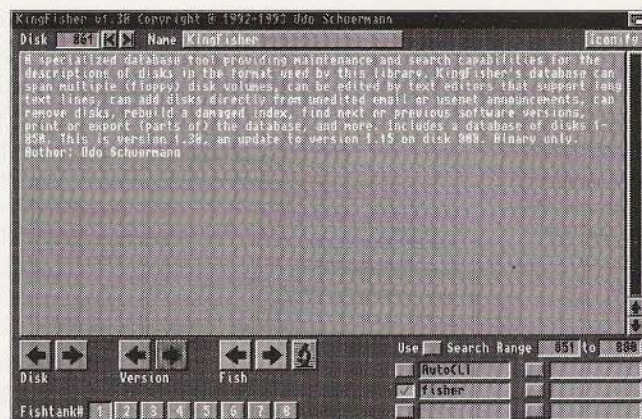 KingFisher v1.30 Copyright © 1992-1993 Udo Schuermann
Disk 861 Name KingFisher Iconify
A specialized database tool providing maintenance and search capabilities for the
descriptions of disks in the format used by this library. KingFisher's database can
span multiple (floppy) disk volumes, can be edited by text editors that support long
text lines, can add disks directly from unedited email or usenet announcements, can
remove disks, rebuild a damaged index, find next or previous software versions,
print or export (parts of) the database, and more. Includes a database of disks 1-
850. This is version 1.30, an update to version 1.15 on disk 803. Binary only.
Author: Udo Schuermann
Use Search Range 851 to 880
Disk Version Fish
AutoCLI
fisher
Fishtank# 1 2 3 4 5 6 7 8